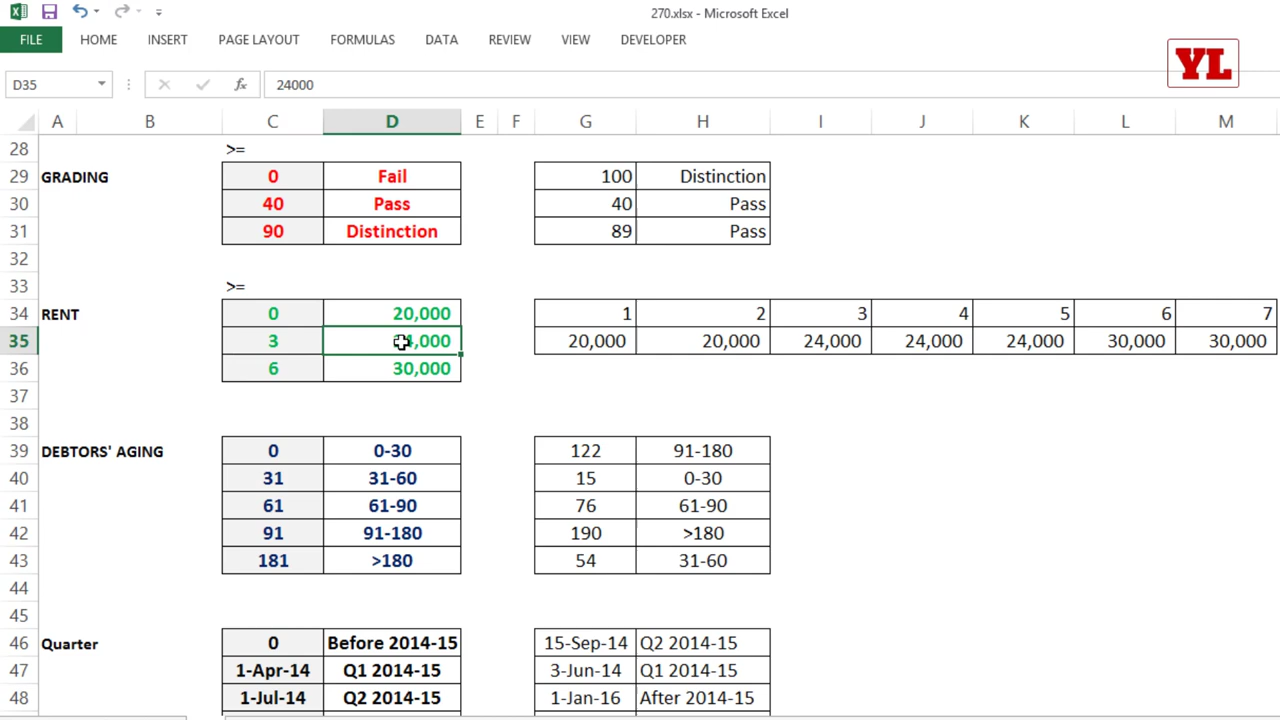 270.xlsx - Microsoft Excel
FILE HOME INSERT PAGE LAYOUT FORMULAS DATA REVIEW VIEW DEVELOPER
YL
D35 fx 24000
A B C D E F G H I J K L M
28 >=
29 GRADING 0 Fail 100 Distinction
30 40 Pass 40 Pass
31 90 Distinction 89 Pass
32
33 >=
34 RENT 0 20,000 1 2 3 4 5 6 7
35 3 4,000 20,000 20,000 24,000 24,000 24,000 30,000 30,000
36 6 30,000
37
38
39 DEBTORS' AGING 0 0-30 122 91-180
40 31 31-60 15 0-30
41 61 61-90 76 61-90
42 91 91-180 190 >180
43 181 >180 54 31-60
44
45
46 Quarter 0 Before 2014-15 15-Sep-14 Q2 2014-15
47 1-Apr-14 Q1 2014-15 3-Jun-14 Q1 2014-15
48 1-Jul-14 Q2 2014-15 1-Jan-16 After 2014-15